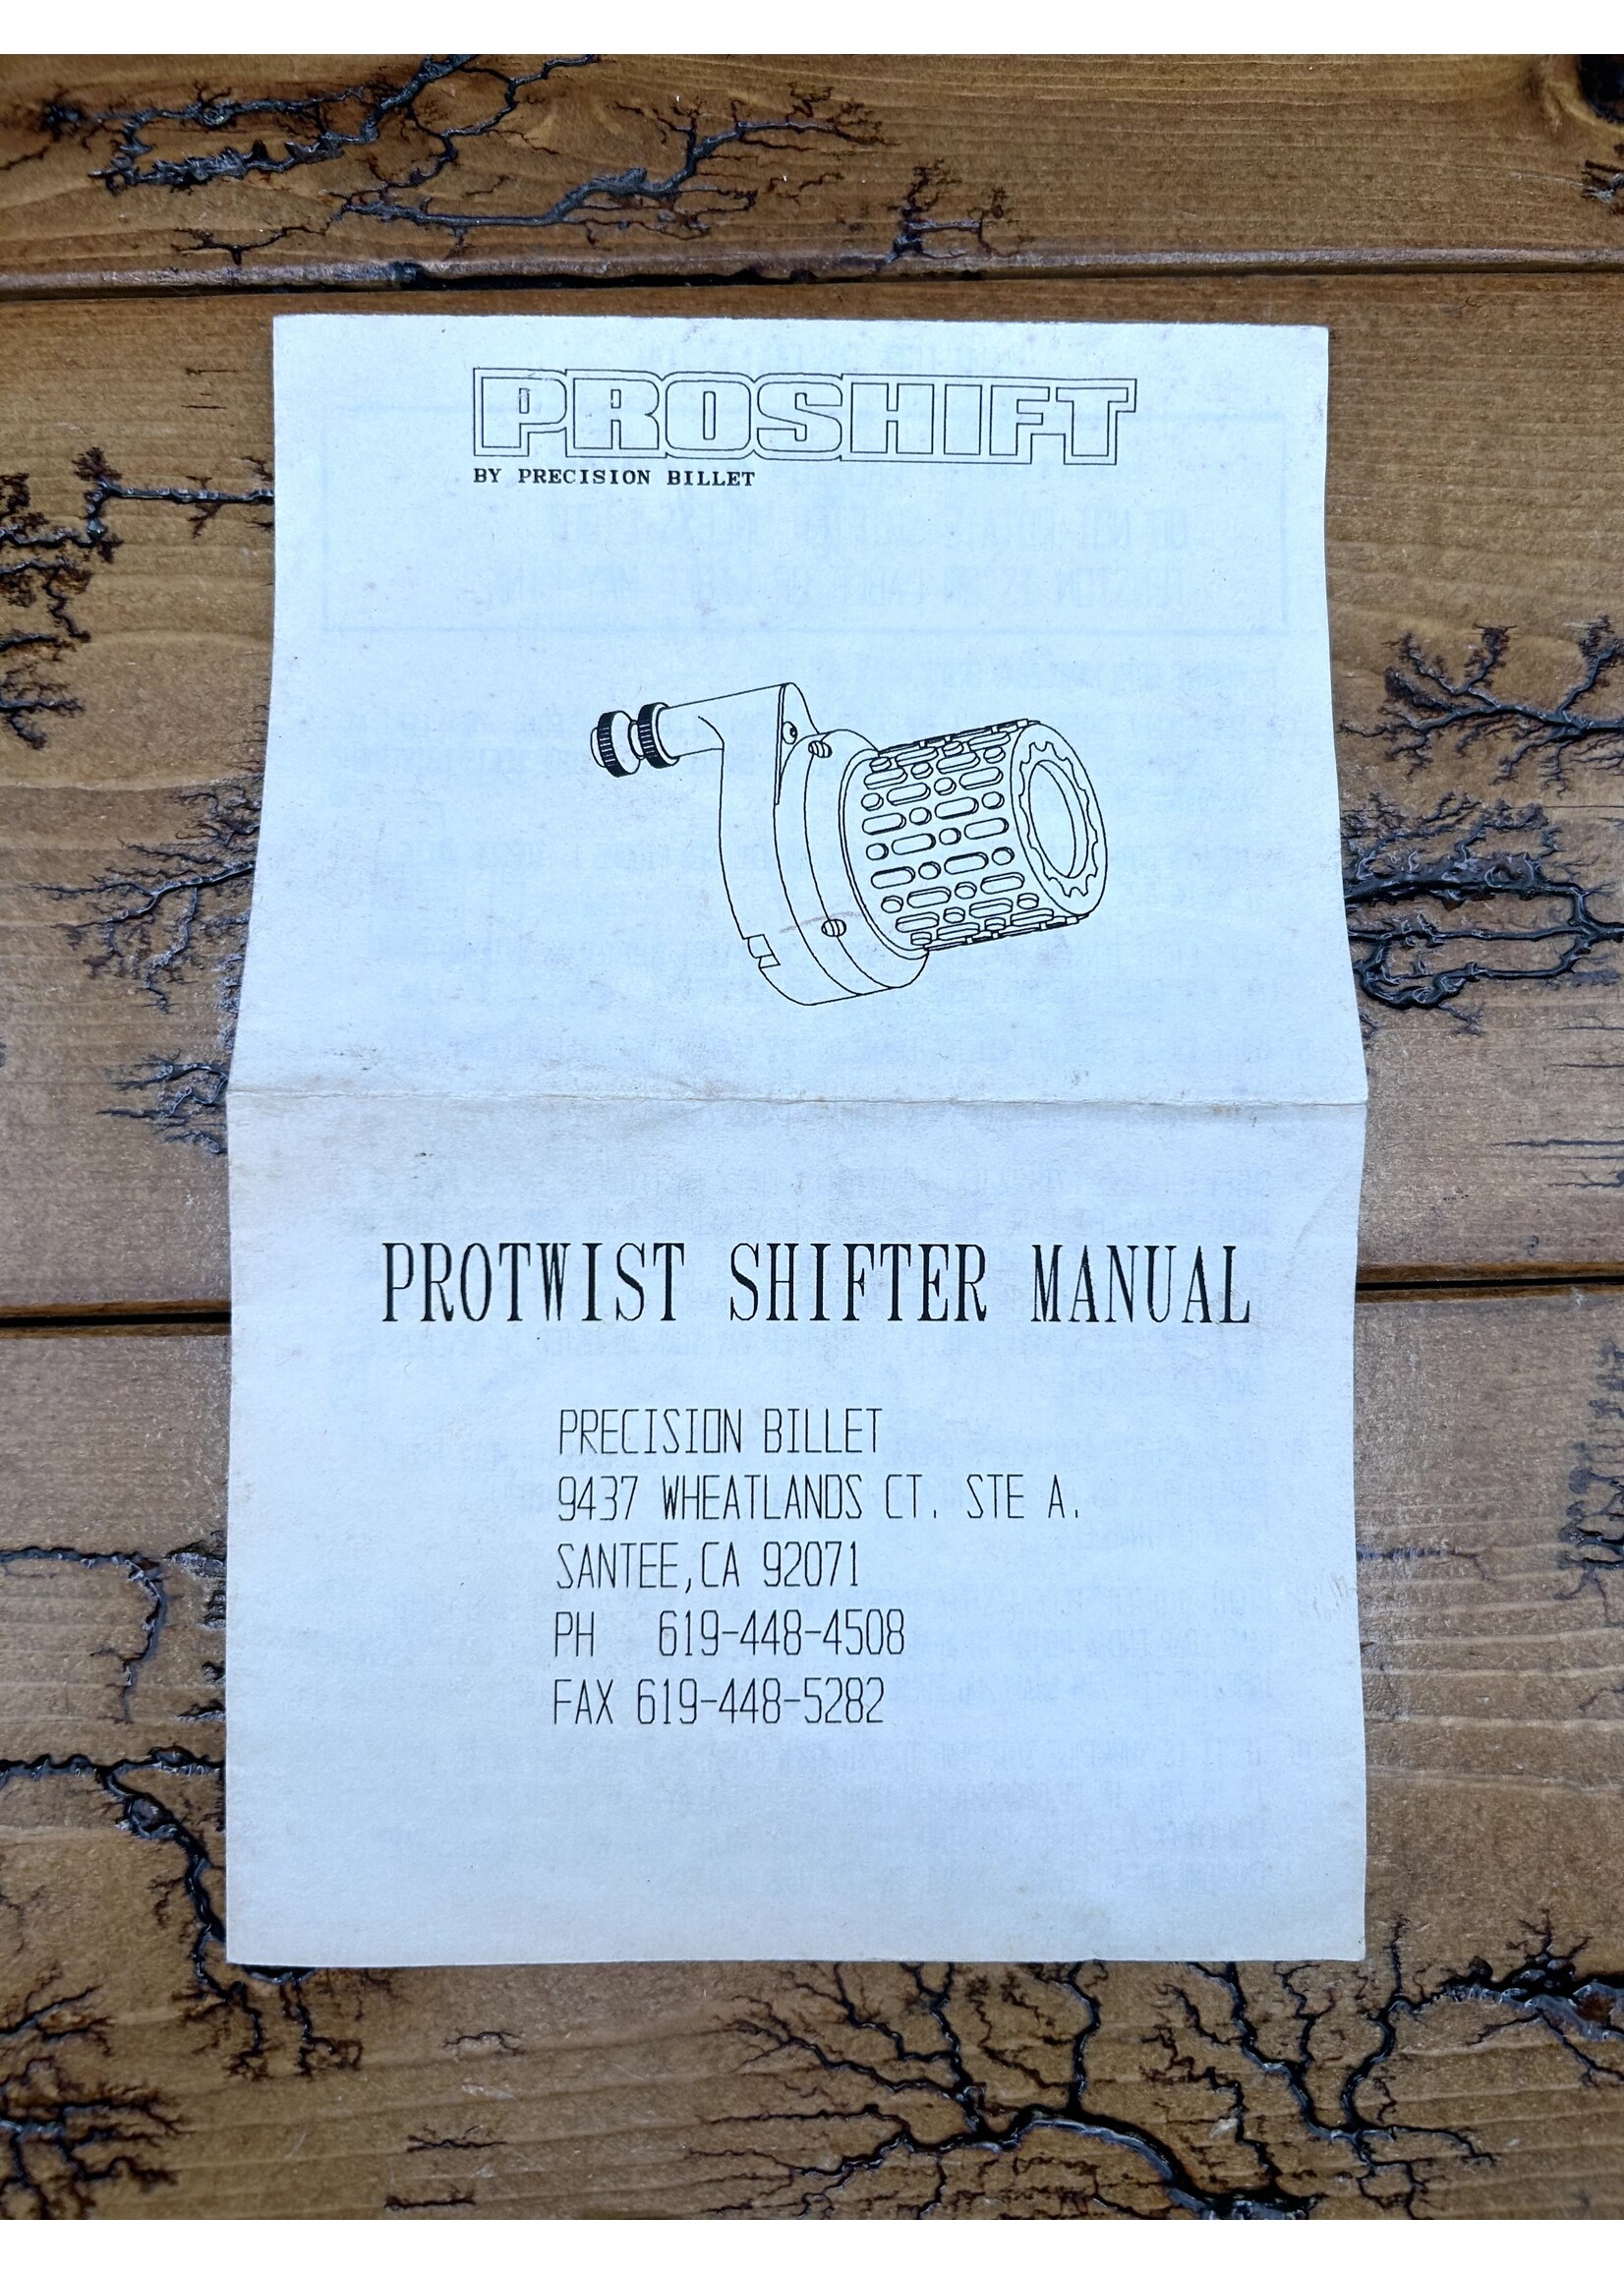 PROSHIFT
BY PRECISION BILLET
PROTWIST SHIFTER MANUAL
PRECISION BILLET
9437 WHEATLANDS CT. STE A.
SANTEE,CA 92071
PH 619-448-4508
FAX 619-448-5282